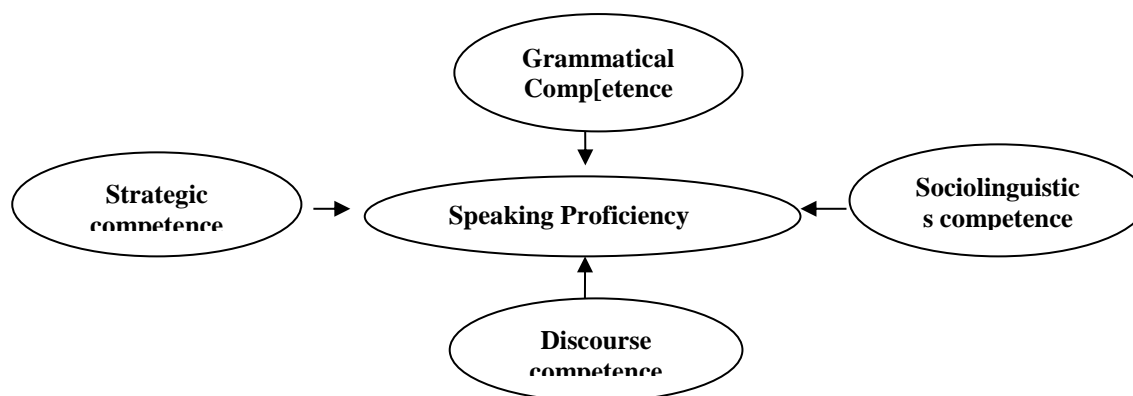 Grammatical
Comp[etence
Strategic
competence
Speaking Proficiency
Sociolinguistic
s competence
Discourse
competence